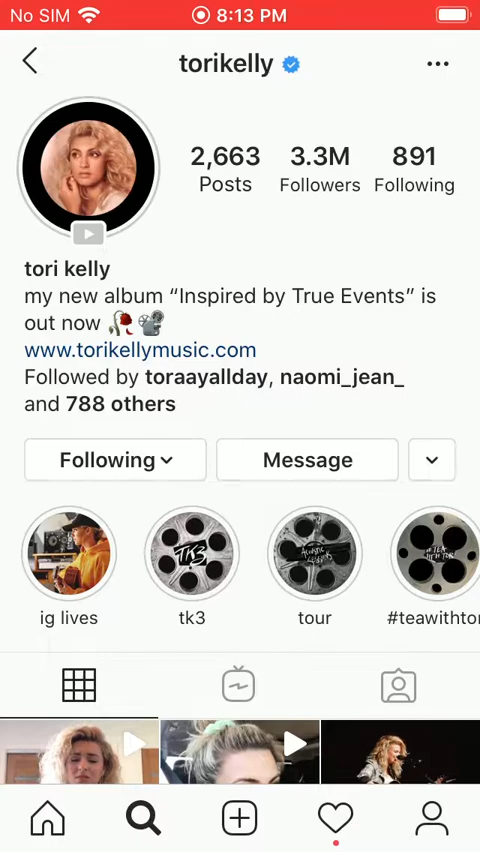 No SIM 8:13 PM
torikelly
2,663 3.3M 891
Posts Followers Following
tori kelly
my new album “Inspired by True Events” is
out now 🥀📽️
www.torikellymusic.com
Followed by toraayallday, naomi_jean_
and 788 others
Following Message
TK3
ig lives tk3 tour #teawithtor